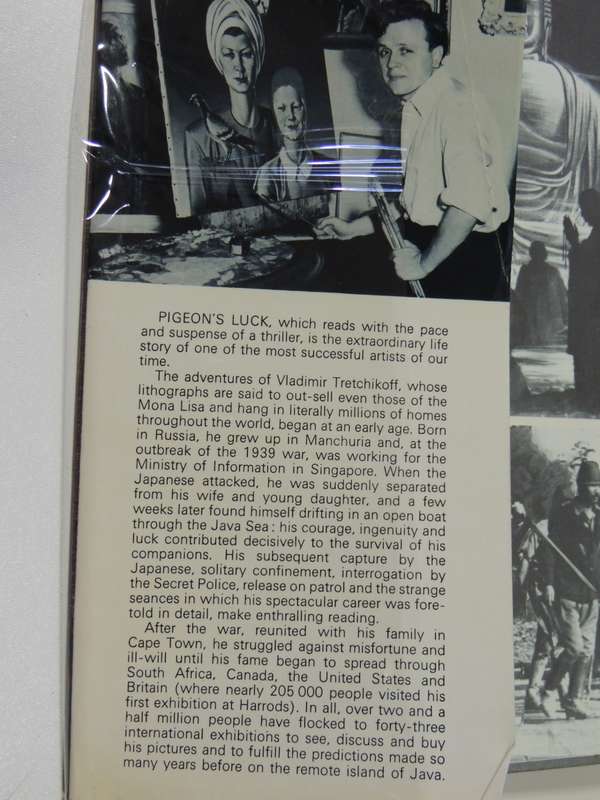 PIGEON'S LUCK, which reads with the pace
and suspense of a thriller, is the extraordinary life
story of one of the most successful artists of our
time.
The adventures of Vladimir Tretchikoff, whose
lithographs are said to out-sell even those of the
Mona Lisa and hang in literally millions of homes
throughout the world, began at an early age. Born
in Russia, he grew up in Manchuria and, at the
outbreak of the 1939 war, was working for the
Ministry of Information in Singapore. When the
Japanese attacked, he was suddenly separated
from his wife and young daughter, and a few
weeks later found himself drifting in an open boat
through the Java Sea: his courage, ingenuity and
luck contributed decisively to the survival of his
companions. His subsequent capture by the
Japanese, solitary confinement, interrogation by
the Secret Police, release on patrol and the strange
seances in which his spectacular career was fore-
told in detail, make enthralling reading.
After the war, reunited with his family in
Cape Town, he struggled against misfortune and
ill-will until his fame began to spread through
South Africa, Canada, the United States and
Britain (where nearly 205 000 people visited his
first exhibition at Harrods). In all, over two and a
half million people have flocked to forty-three
international exhibitions to see, discuss and buy
his pictures and to fulfill the predictions made so
many years before on the remote island of Java.